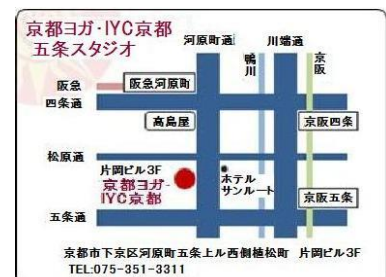 京都ヨガ・IYC京都
五条スタジオ
河原町通
川端通
鴨川
京阪
阪急
阪急河原町
四条通
高島屋
京阪四条
松原通
片岡ビル3F
京都ヨガ-
IYC京都
ホテル
サンルート
京阪五条
五条通
京都市下京区河原町五条上ル西側植松町 片岡ビル3F
TEL:075-351-3311